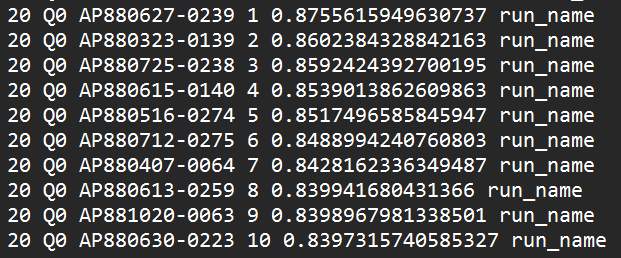 20 Q0 AP880627-0239 1 0.8755615949630737 run_name
20 Q0 AP880323-0139 2 0.8602384328842163 run_name
20 Q0 AP880725-0238 3 0.8592424392700195 run_name
20 Q0 AP880615-0140 4 0.8539013862609863 run_name
20 Q0 AP880516-0274 5 0.8517496585845947 run_name
20 Q0 AP880712-0275 6 0.8488994240760803 run_name
20 Q0 AP880407-0064 7 0.8428162336349487 run_name
20 Q0 AP880613-0259 8 0.839941680431366 run_name
20 Q0 AP881020-0063 9 0.8398967981338501 run_name
20 Q0 AP880630-0223 10 0.8397315740585327 run_name